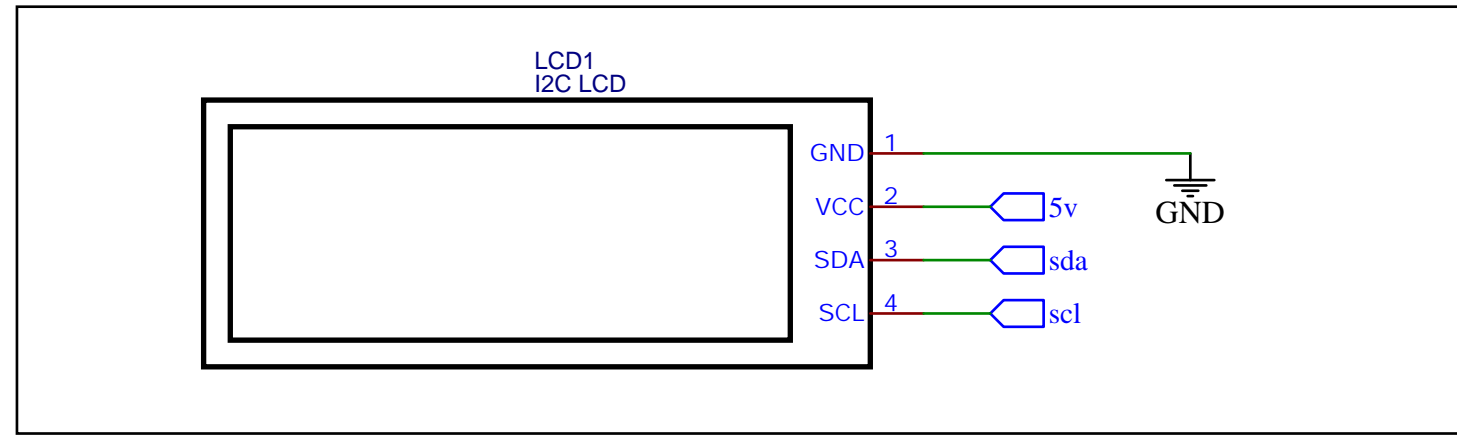 LCD1
I2C LCD
GND 1
VCC 2 5v
GND
SDA 3 sda
SCL 4 scl